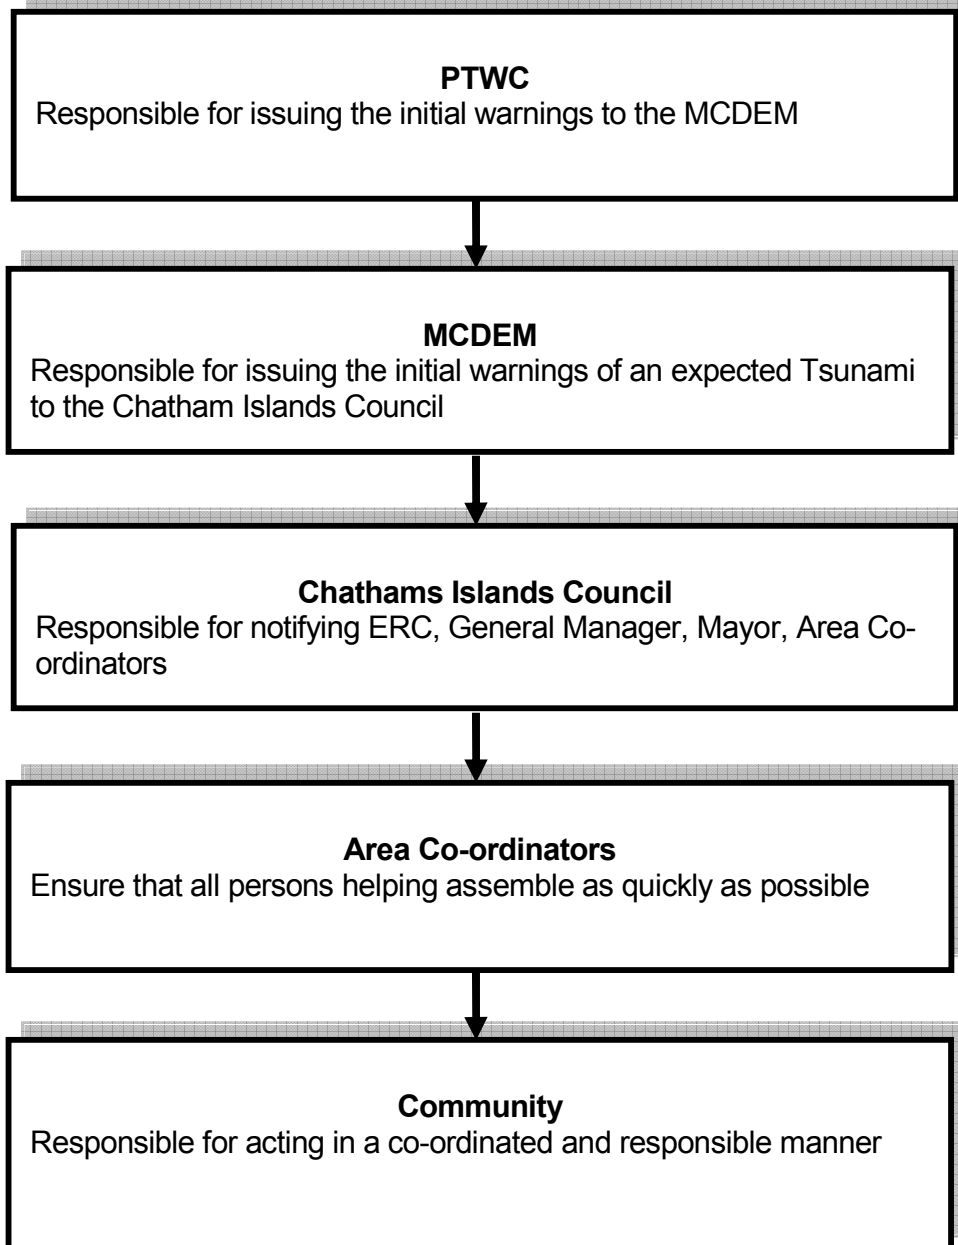 PTWC
Responsible for issuing the initial warnings to the MCDEM
MCDEM
Responsible for issuing the initial warnings of an expected Tsunami
to the Chatham Islands Council
Chathams Islands Council
Responsible for notifying ERC, General Manager, Mayor, Area Co-
ordinators
Area Co-ordinators
Ensure that all persons helping assemble as quickly as possible
Community
Responsible for acting in a co-ordinated and responsible manner